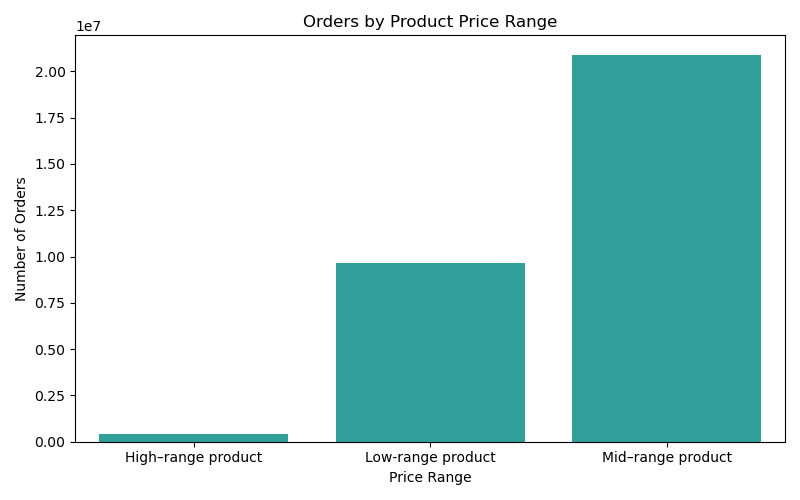 Orders by Product Price Range
1e7
2.00
1.75
1.50
1.25
1.00
0.75
0.50
0.25
0.00
Number of Orders
High–range product
Low-range product
Mid–range product
Price Range